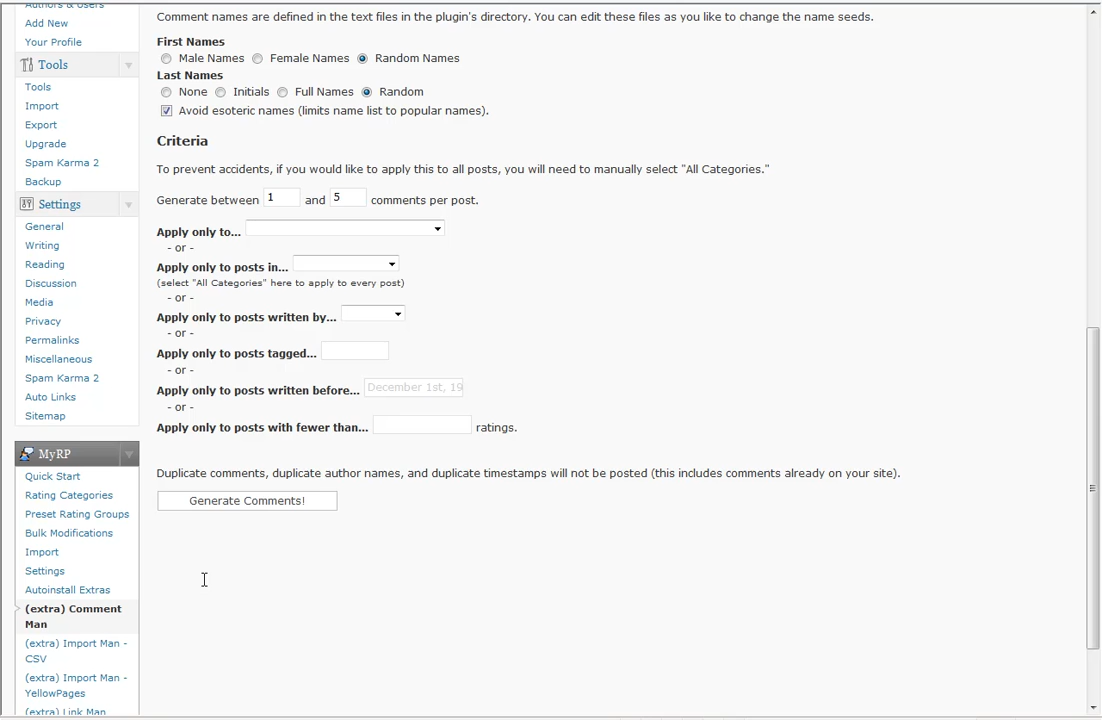 Authors & Users
Add New
Your Profile
Tools
Tools
Import
Export
Upgrade
Spam Karma 2
Backup
Settings
General
Writing
Reading
Discussion
Media
Privacy
Permalinks
Miscellaneous
Spam Karma 2
Auto Links
Sitemap
MyRP
Quick Start
Rating Categories
Preset Rating Groups
Bulk Modifications
Import
Settings
Autoinstall Extras
(extra) Comment
Man
(extra) Import Man -
CSV
(extra) Import Man -
YellowPages
(extra) Link Man
Comment names are defined in the text files in the plugin's directory. You can edit these files as you like to change the name seeds.
First Names
Male Names Female Names Random Names
Last Names
None Initials Full Names Random
Avoid esoteric names (limits name list to popular names).
Criteria
To prevent accidents, if you would like to apply this to all posts, you will need to manually select "All Categories."
Generate between 1 and 5 comments per post.
Apply only to...
- or -
Apply only to posts in...
(select "All Categories" here to apply to every post)
- or -
Apply only to posts written by...
- or -
Apply only to posts tagged...
- or -
Apply only to posts written before... December 1st, 19
- or -
Apply only to posts with fewer than... ratings.
Duplicate comments, duplicate author names, and duplicate timestamps will not be posted (this includes comments already on your site).
Generate Comments!